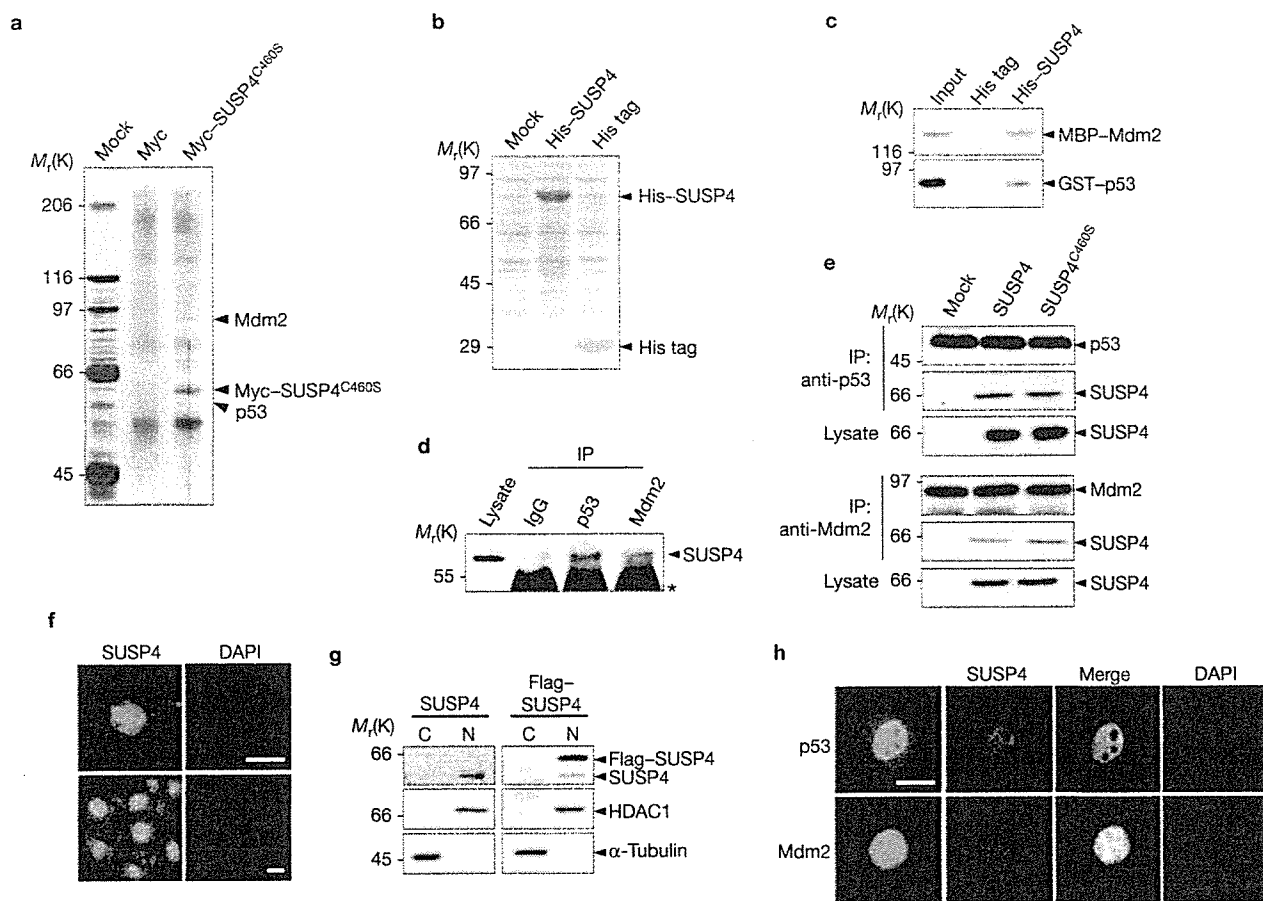 a
Mock
Myc
Myc–SUSP4C460S
Mr(K)
206
116
97
66
45
Mdm2
Myc–SUSP4C460S
p53
b
Mock
His–SUSP4
His tag
Mr(K)
97
66
45
29
His–SUSP4
His tag
c
Input
His tag
His–SUSP4
Mr(K)
116
97
MBP–Mdm2
GST–p53
d
IP
Lysate
IgG
p53
Mdm2
Mr(K)
55
SUSP4
*
e
Mock
SUSP4
SUSP4C460S
Mr(K)
IP:
anti-p53
45
p53
66
SUSP4
Lysate 66
SUSP4
97
Mdm2
IP:
anti-Mdm2
66
SUSP4
Lysate 66
SUSP4
f
SUSP4 DAPI
g
SUSP4
Flag–
SUSP4
Mr(K)
C N C N
66
Flag–SUSP4
SUSP4
66
HDAC1
45
α-Tubulin
h
SUSP4 Merge DAPI
p53
Mdm2